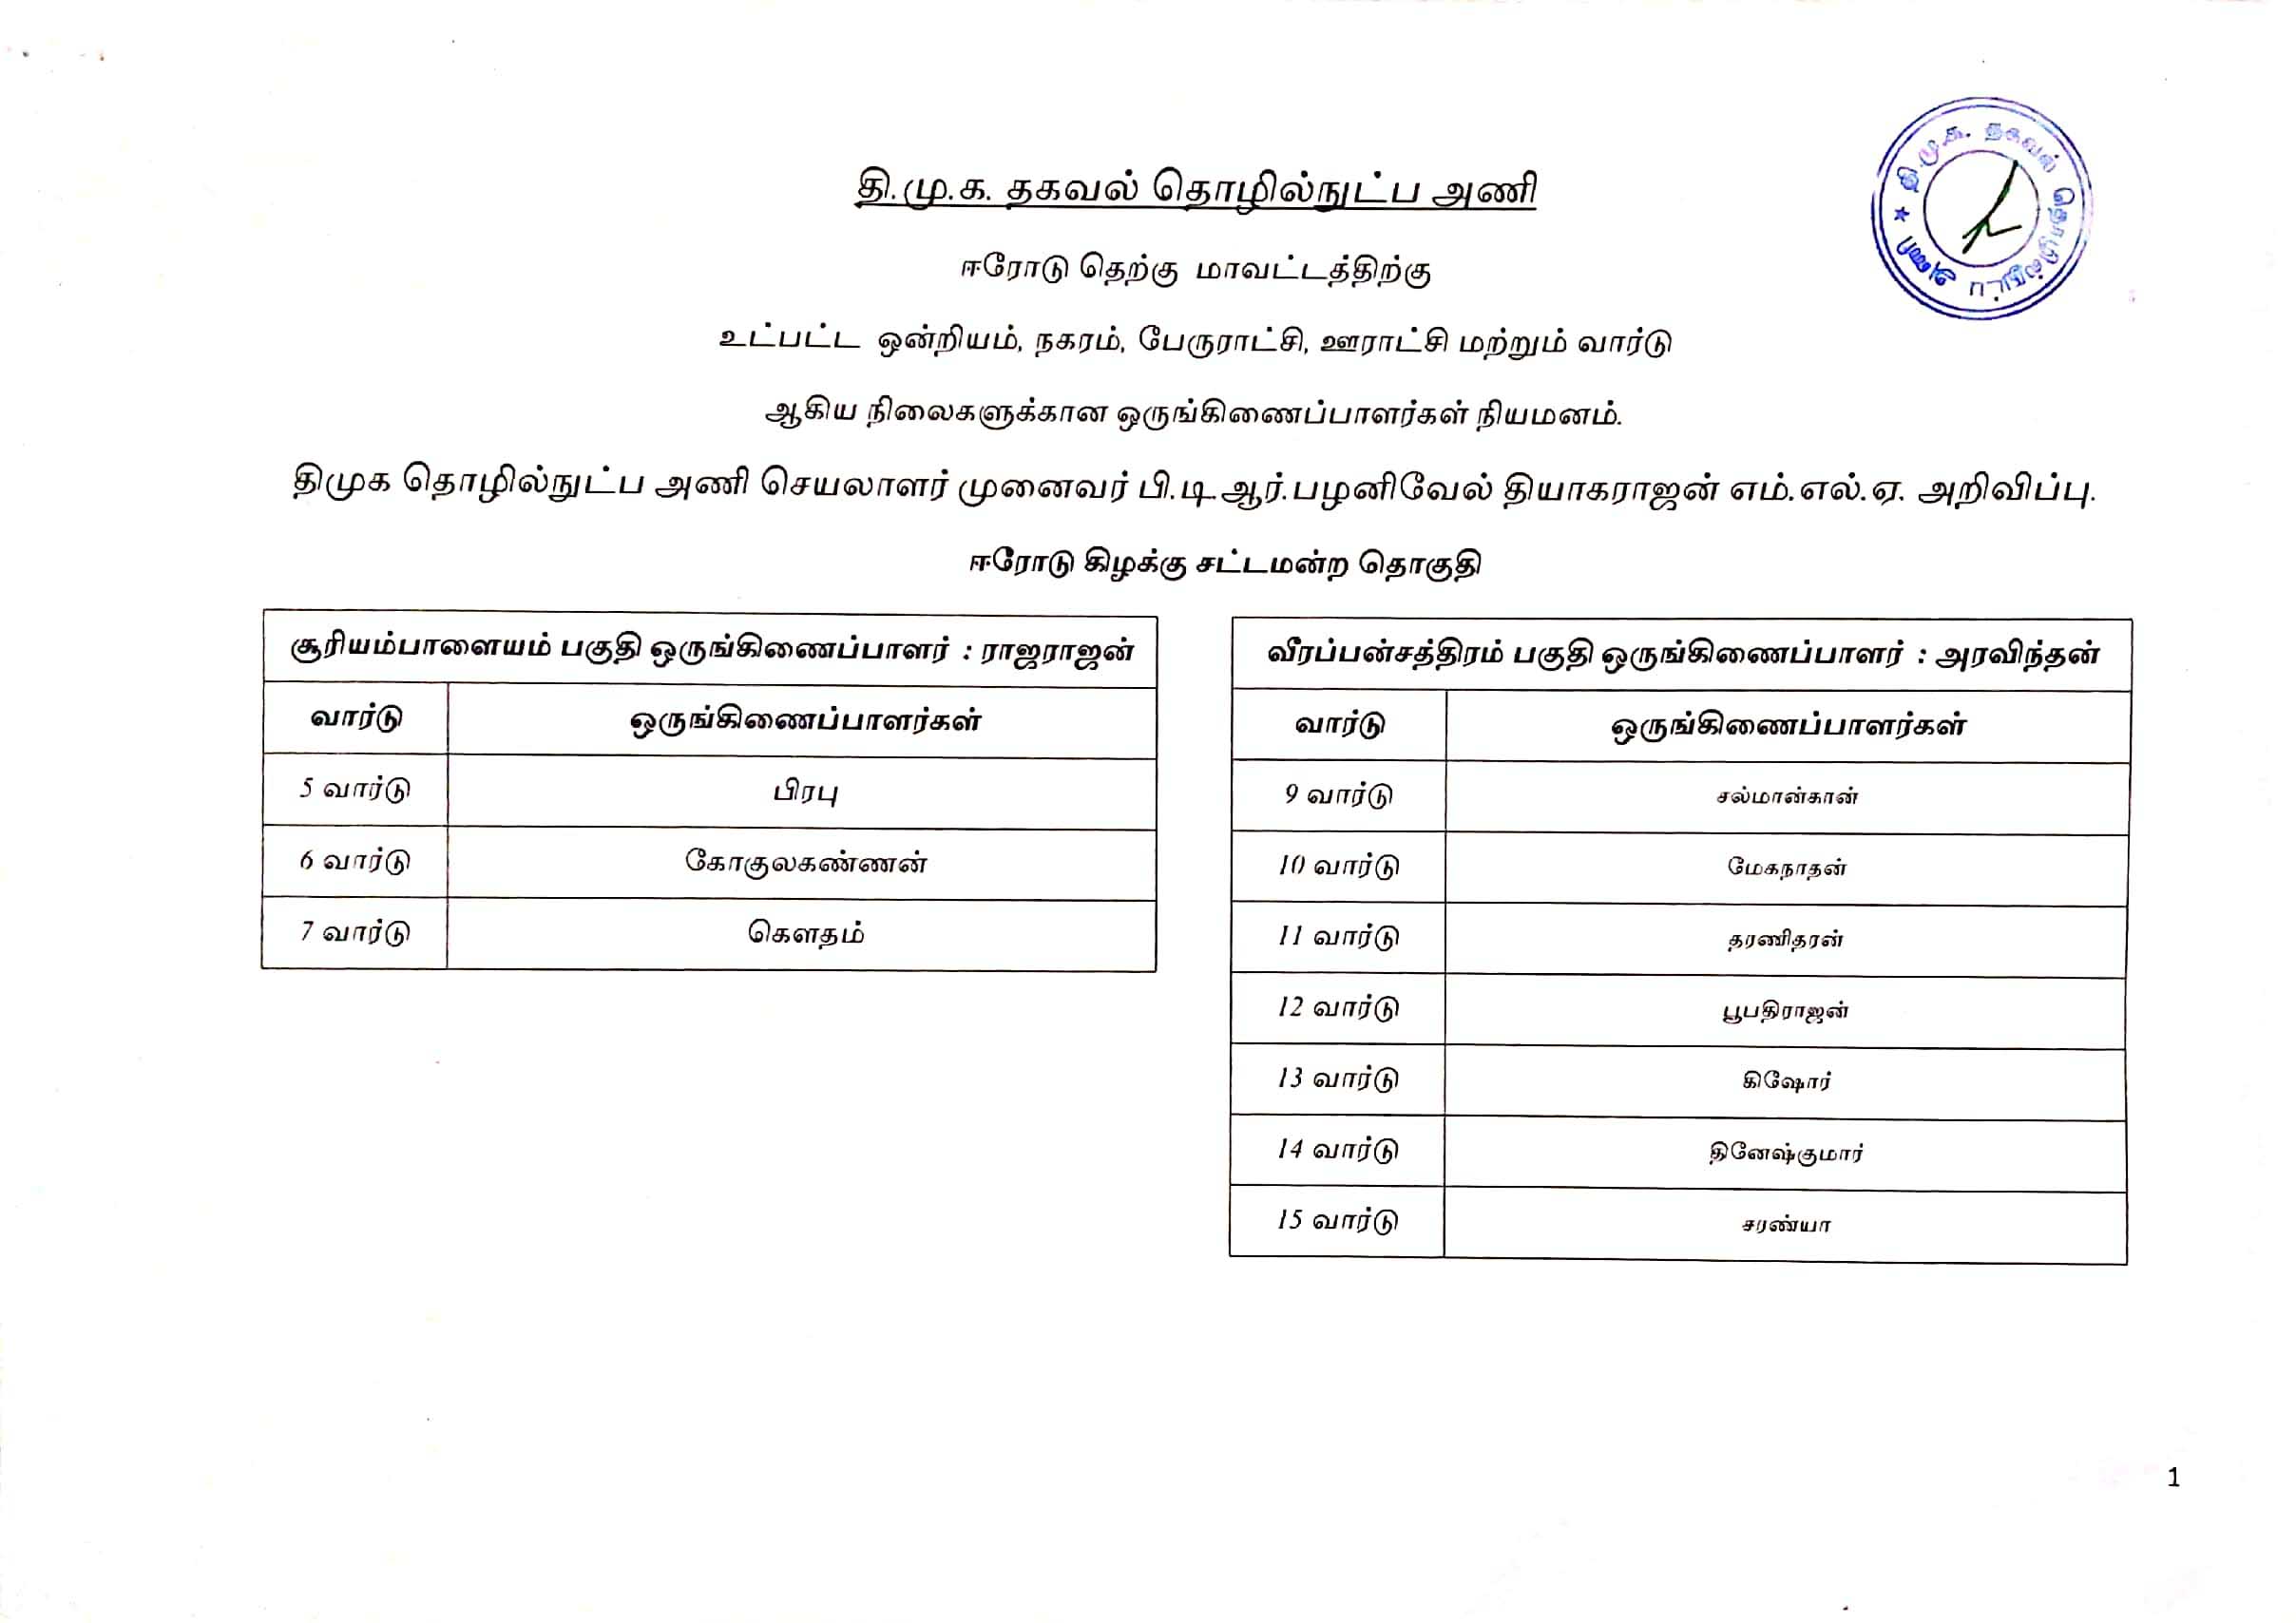 தி.மு.க. தகவல் தொழில்நுட்ப அணி
தி.மு.க. தகவல் தொழில்நுட்ப அணி
ஈரோடு தெற்கு மாவட்டத்திற்கு
உட்பட்ட ஒன்றியம், நகரம், பேருராட்சி, ஊராட்சி மற்றும் வார்டு
ஆகிய நிலைகளுக்கான ஒருங்கிணைப்பாளர்கள் நியமனம்.
திமுக தொழில்நுட்ப அணி செயலாளர் முனைவர் பி.டி.ஆர்.பழனிவேல் தியாகராஜன் எம்.எல்.ஏ. அறிவிப்பு.
ஈரோடு கிழக்கு சட்டமன்ற தொகுதி
சூரியம்பாளையம் பகுதி ஒருங்கிணைப்பாளர் : ராஜராஜன்
வார்டு ஒருங்கிணைப்பாளர்கள்
5 வார்டு பிரபு
6 வார்டு கோகுலகண்ணன்
7 வார்டு கௌதம்
வீரப்பன்சத்திரம் பகுதி ஒருங்கிணைப்பாளர் : அரவிந்தன்
வார்டு ஒருங்கிணைப்பாளர்கள்
9 வார்டு சல்மான்கான்
10 வார்டு மேகநாதன்
11 வார்டு தரணிதரன்
12 வார்டு பூபதிராஜன்
13 வார்டு கிஷோர்
14 வார்டு தினேஷ்குமார்
15 வார்டு சரண்யா
1